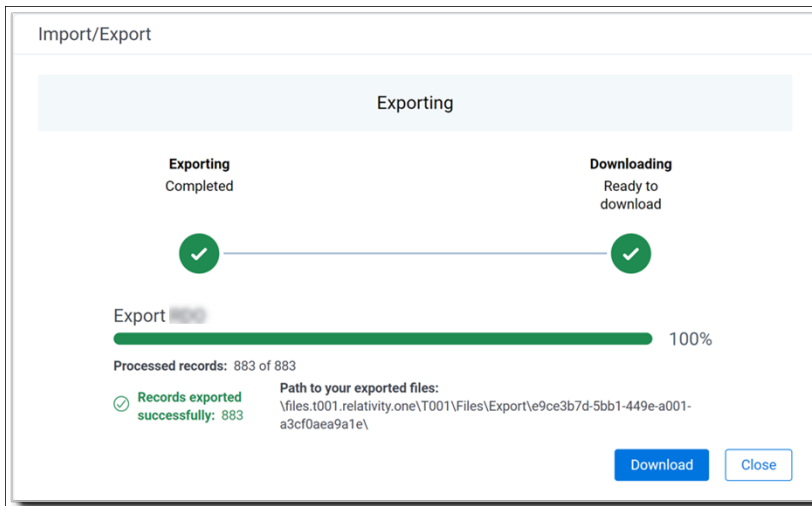 Import/Export
Exporting
Exporting
Completed
Downloading
Ready to
download
Export
100%
Processed records: 883 of 883
Records exported
successfully: 883
Path to your exported files:
\files.t001.relativity.one\T001\Files\Export\e9ce3b7d-5bb1-449e-a001-
a3cf0aea9a1e\
Download
Close